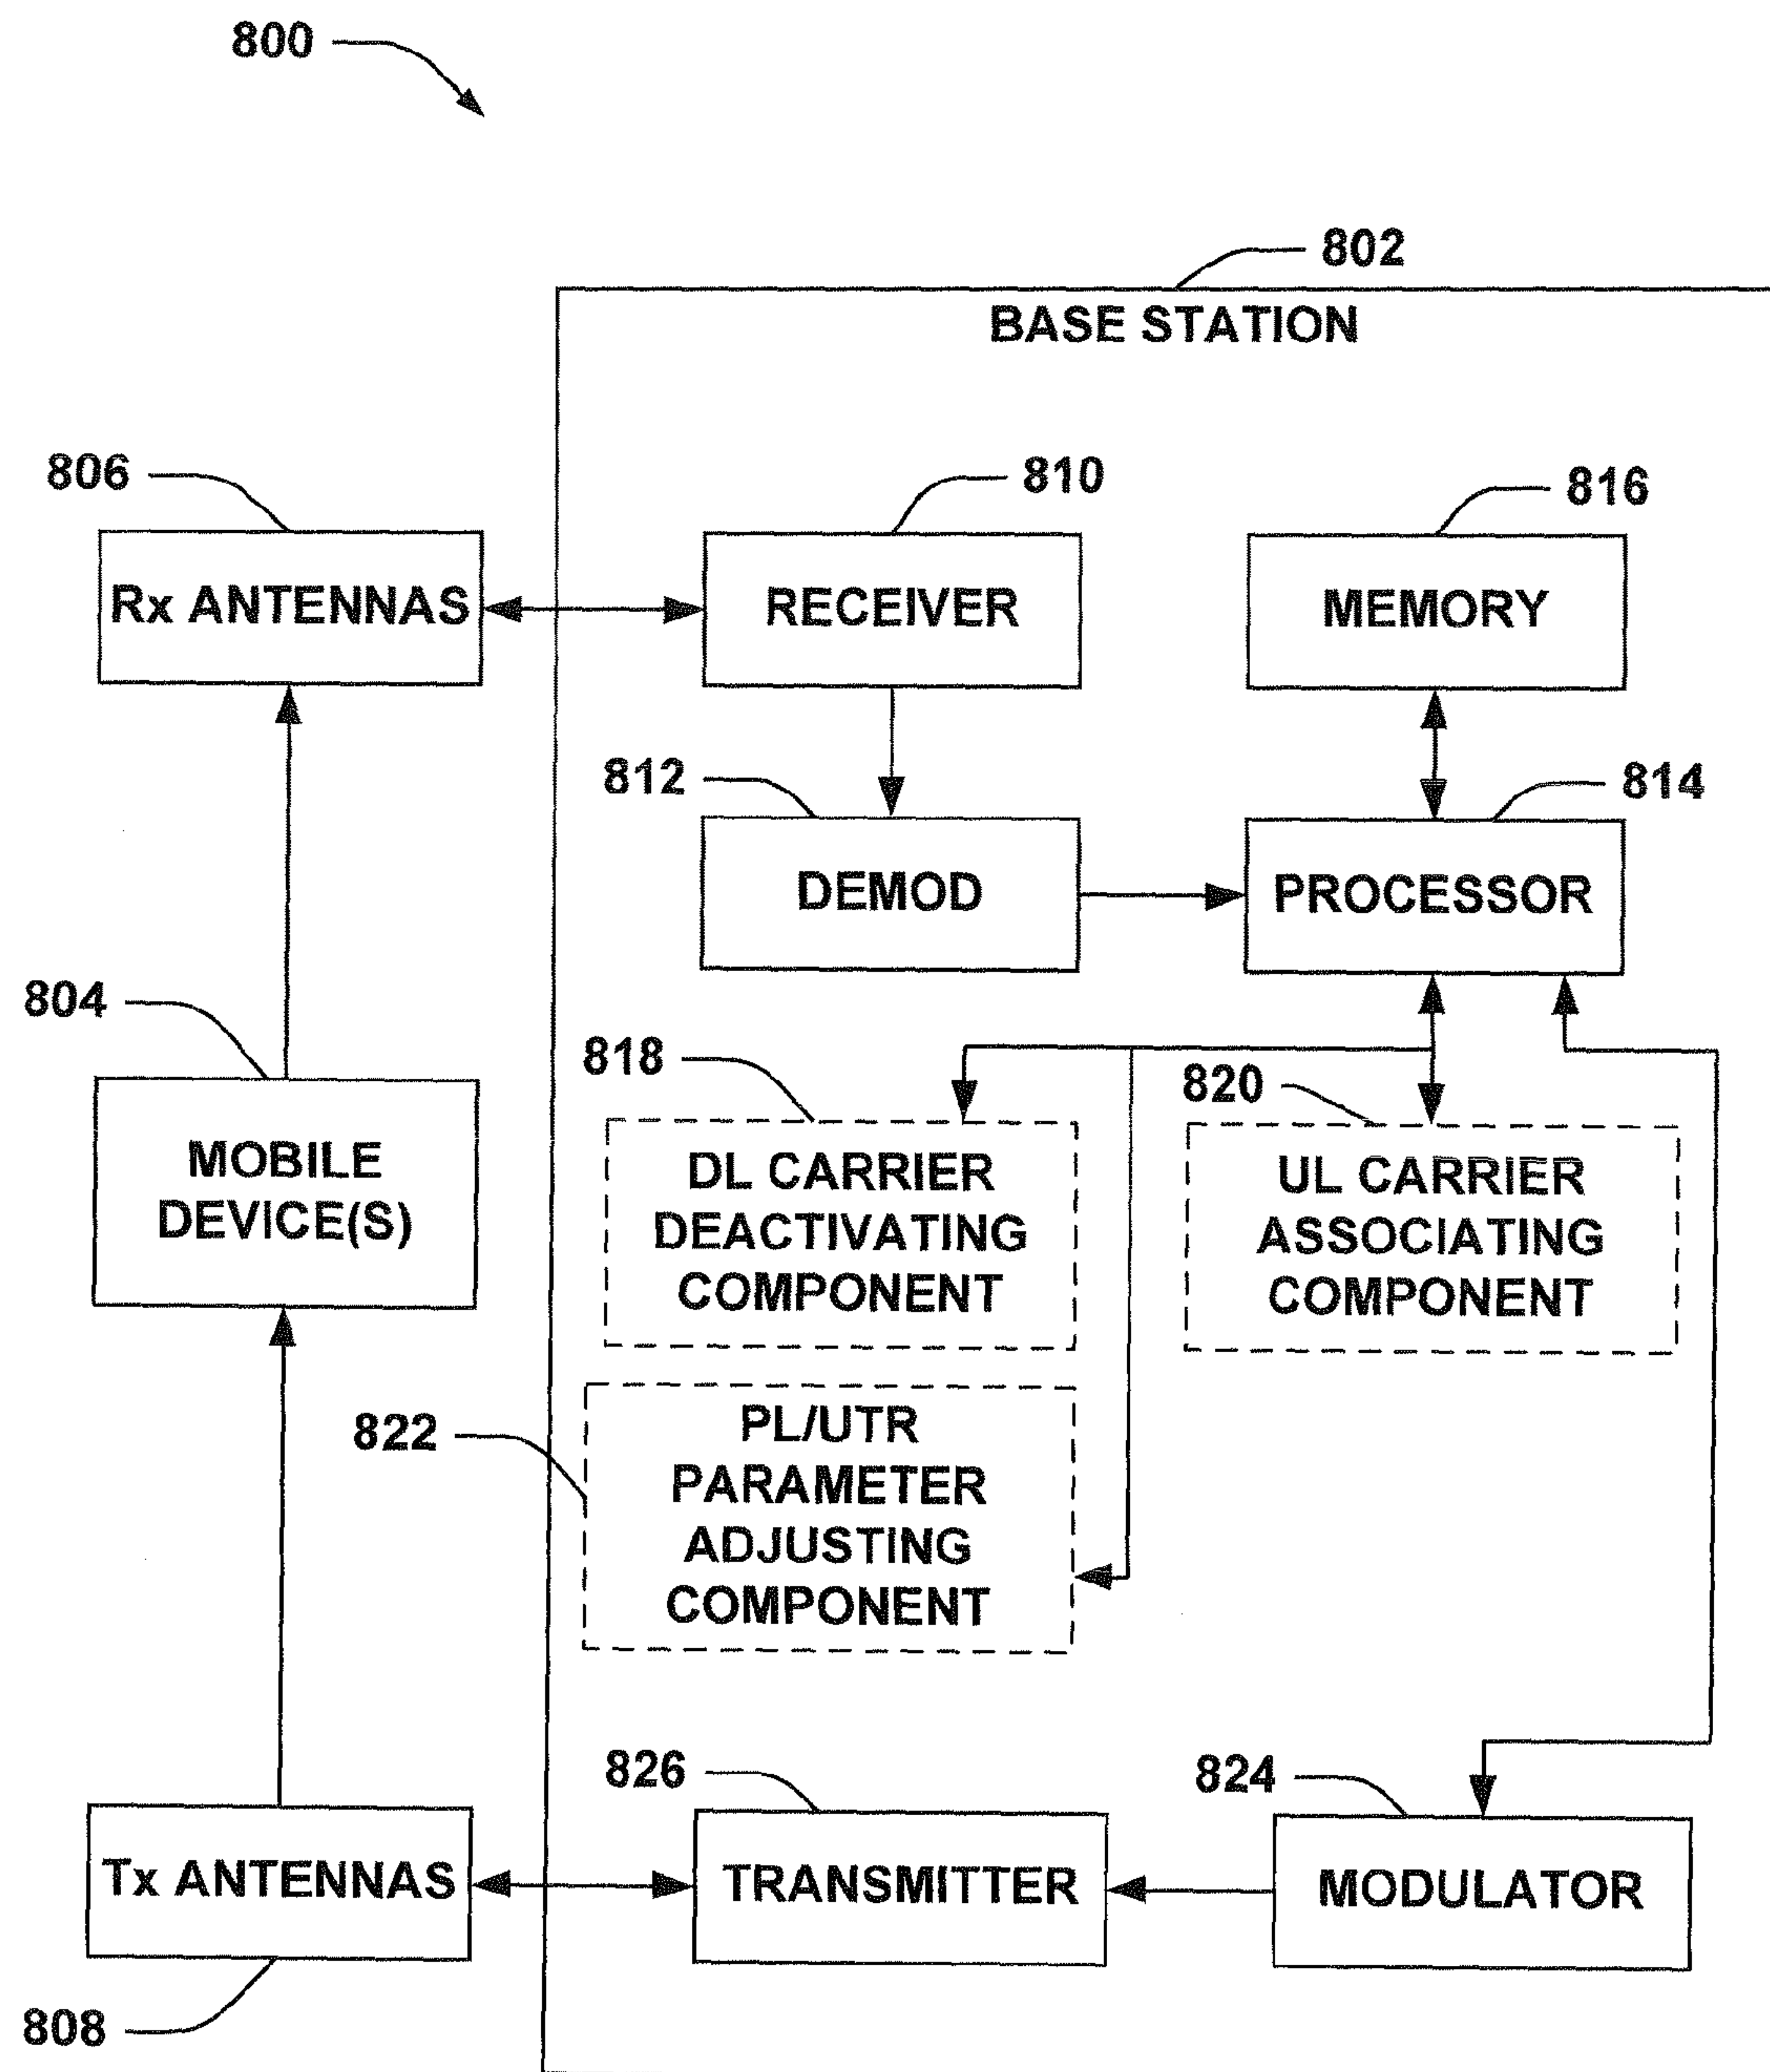 800
802
BASE STATION
806
810
816
Rx ANTENNAS
RECEIVER
MEMORY
812
814
DEMOD
PROCESSOR
804
818
820
MOBILE
DEVICE(S)
DL CARRIER
DEACTIVATING
COMPONENT
UL CARRIER
ASSOCIATING
COMPONENT
822
PL/UTR
PARAMETER
ADJUSTING
COMPONENT
826
824
Tx ANTENNAS
TRANSMITTER
MODULATOR
808